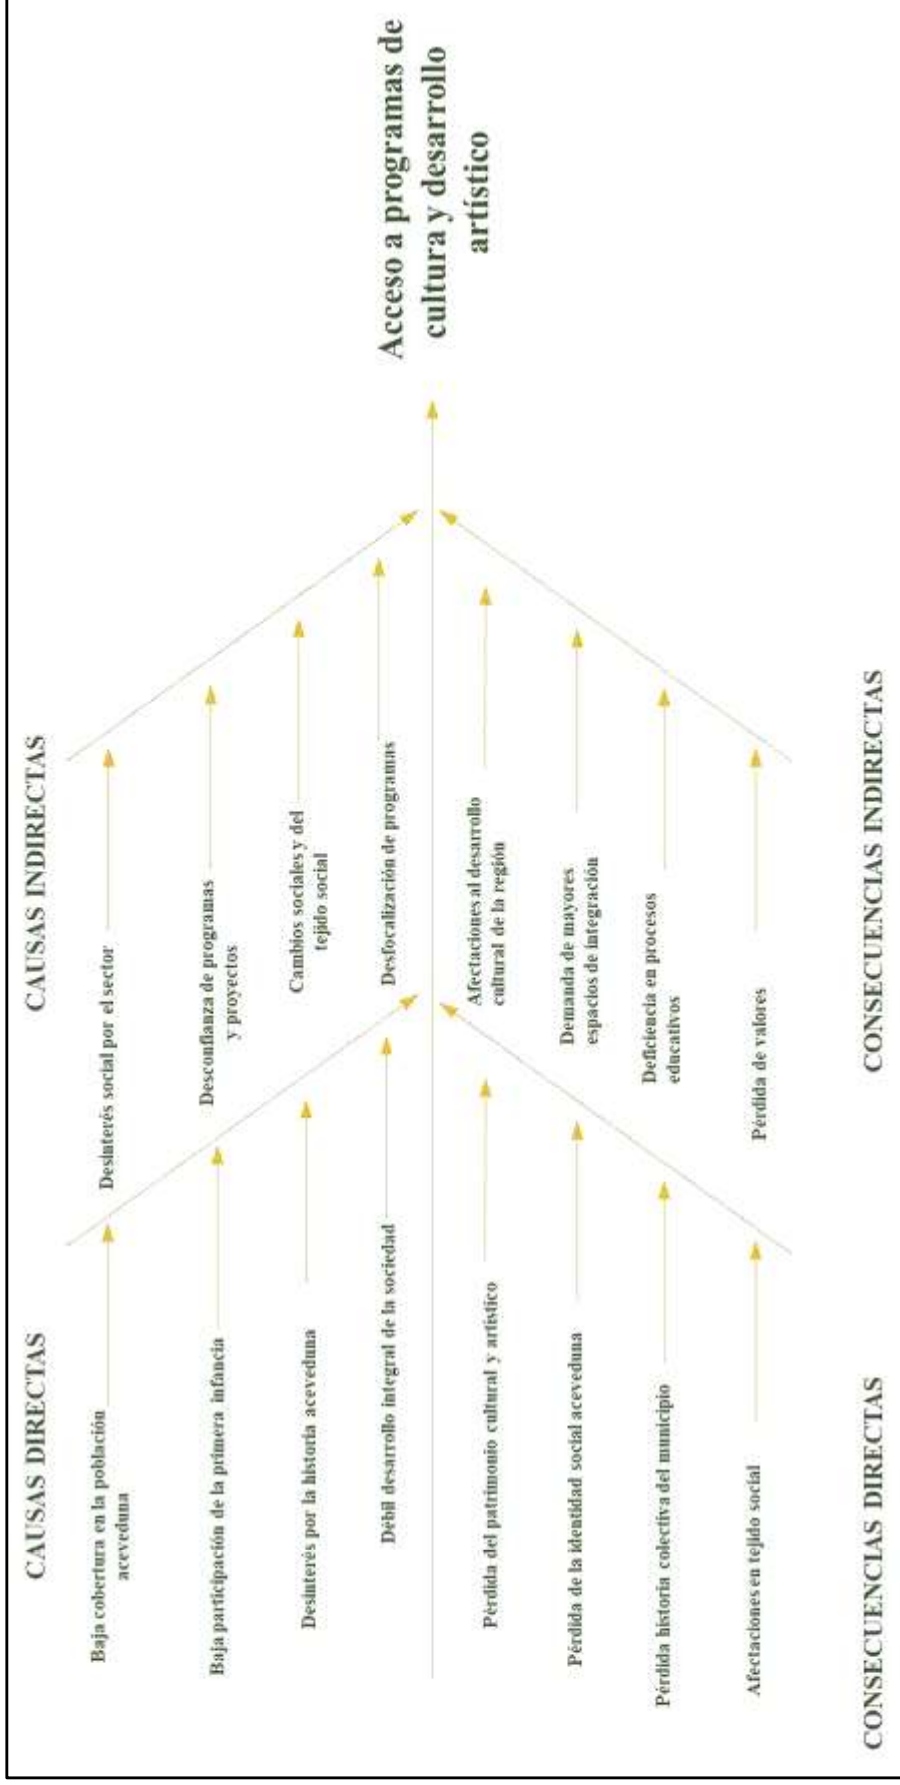 CAUSAS DIRECTAS
Baja cobertura en la población
aceveduna
Baja participación de la primera infancia
Desinterés por la historia aceveduna
Débil desarrollo integral de la sociedad
CAUSAS INDIRECTAS
Desinterés social por el sector
Desconfianza de programas
y proyectos
Cambios sociales y del
tejido social
Desfocalización de programas
Acceso a programas de
cultura y desarrollo
artístico
Pérdida del patrimonio cultural y artístico
Pérdida de la identidad social aceveduna
Pérdida historia colectiva del municipio
Afectaciones en tejido social
CONSECUENCIAS DIRECTAS
Afectaciones al desarrollo
cultural de la región
Demanda de mayores
espacios de integración
Deficiencia en procesos
educativos
Pérdida de valores
CONSECUENCIAS INDIRECTAS